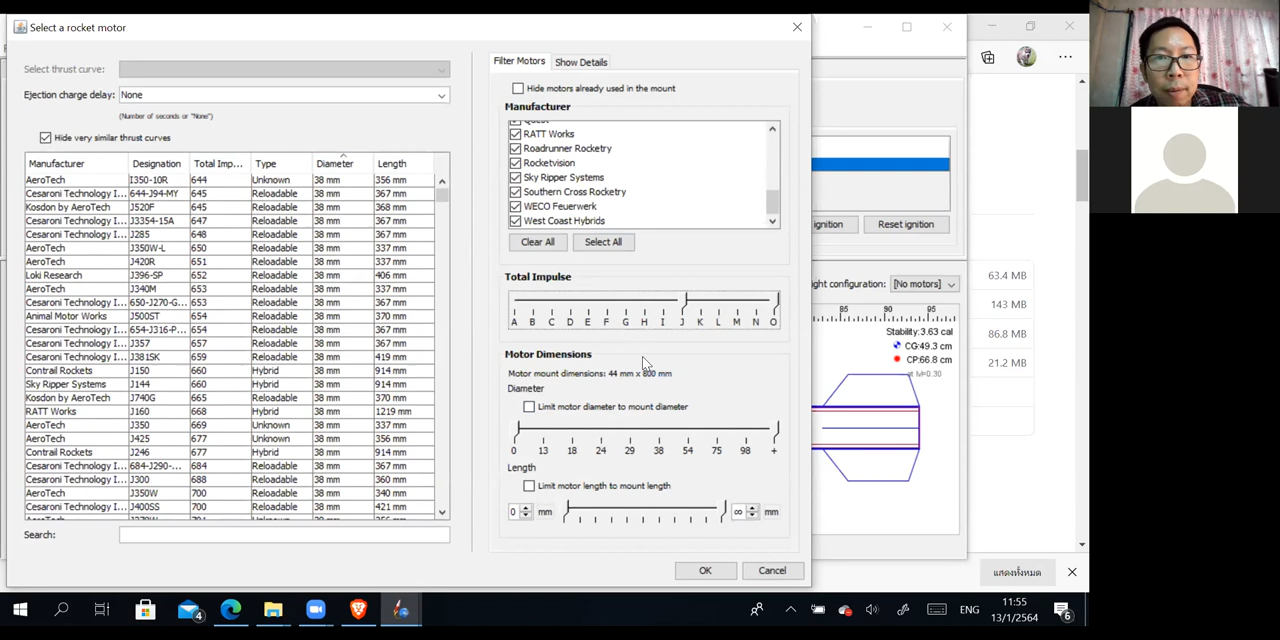 Select a rocket motor
Select thrust curve:
Ejection charge delay: None
(Number of seconds or "None")
Hide very similar thrust curves
Manufacturer Designation Total Imp... Type Diameter Length
AeroTech I350-10R 644 Unknown 38 mm 356 mm
Cesaroni Technology I... 644-J94-MY 645 Reloadable 38 mm 367 mm
Kosdon by AeroTech J520F 645 Reloadable 38 mm 368 mm
Cesaroni Technology I... J3354-15A 647 Reloadable 38 mm 367 mm
Cesaroni Technology I... J285 648 Reloadable 38 mm 367 mm
AeroTech J350W-L 650 Reloadable 38 mm 337 mm
AeroTech J420R 651 Reloadable 38 mm 337 mm
Loki Research J396-SP 652 Reloadable 38 mm 406 mm
AeroTech J340M 653 Reloadable 38 mm 337 mm
Cesaroni Technology I... 650-J270-G... 653 Reloadable 38 mm 367 mm
Animal Motor Works J500ST 654 Reloadable 38 mm 370 mm
Cesaroni Technology I... 654-J316-P... 654 Reloadable 38 mm 367 mm
Cesaroni Technology I... J357 658 Reloadable 38 mm 367 mm
Cesaroni Technology I... J381SK 659 Reloadable 38 mm 419 mm
Contrail Rockets J150 660 Hybrid 38 mm 914 mm
Sky Ripper Systems J144 660 Hybrid 38 mm 914 mm
Kosdon by AeroTech J740G 665 Reloadable 38 mm 370 mm
RATT Works J160 668 Hybrid 38 mm 1219 mm
AeroTech J350 669 Unknown 38 mm 337 mm
AeroTech J425 677 Unknown 38 mm 337 mm
Contrail Rockets J246 677 Hybrid 38 mm 914 mm
Cesaroni Technology I... 684-J290-... 684 Reloadable 38 mm 367 mm
Cesaroni Technology I... J300 688 Reloadable 38 mm 360 mm
AeroTech J350W 700 Reloadable 38 mm 340 mm
Cesaroni Technology I... J400SS 700 Reloadable 38 mm 421 mm
Search:
Filter Motors Show Details
Hide motors already used in the mount
Manufacturer
RATT Works
Roadrunner Rocketry
Rocketvision
Sky Ripper Systems
Southern Cross Rocketry
WECO Feuerwerk
West Coast Hybrids
Clear All Select All
Total Impulse
A B C D E F G H I J K L M N O
Motor Dimensions
Motor mount dimensions: 44 mm x 800 mm
Diameter
Limit motor diameter to mount diameter
0 13 18 24 29 38 54 75 98 +
Length
Limit motor length to mount length
0 mm ∞ mm
OK Cancel
ignition Reset ignition
ght configuration: [No motors]
85 90 95
Stability: 3.63 cal
CG:49.3 cm
CP:66.8 cm
at M=0.30
63.4 MB
143 MB
86.8 MB
21.2 MB
แสดงทั้งหมด
4
ENG
11:55
13/1/2564
6